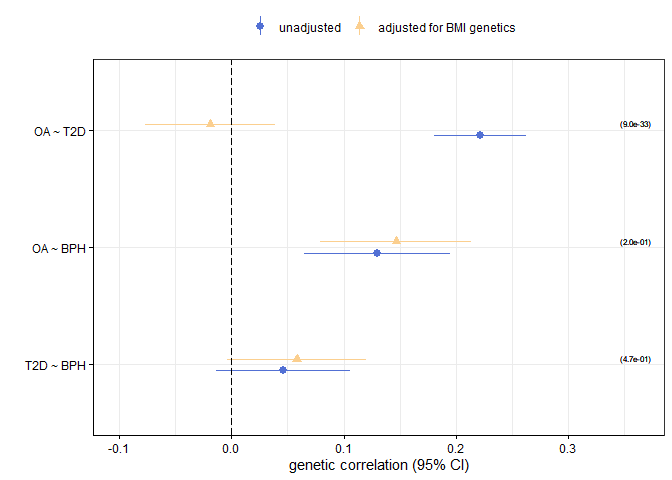 unadjusted adjusted for BMI genetics
OA ~ T2D (9.0e-33)
OA ~ BPH (2.0e-01)
T2D ~ BPH (4.7e-01)
-0.1 0.0 0.1 0.2 0.3
genetic correlation (95% CI)